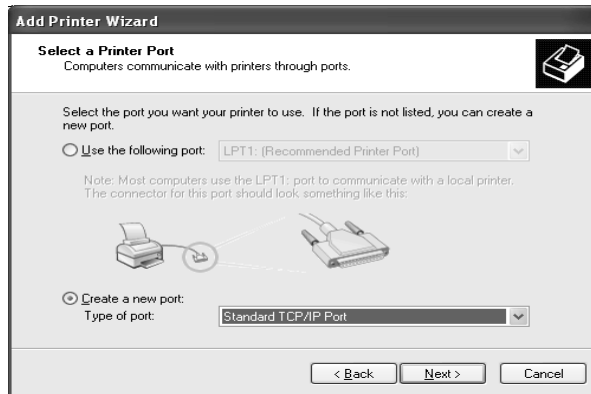 Add Printer Wizard
Select a Printer Port
Computers communicate with printers through ports.
Select the port you want your printer to use. If the port is not listed, you can create a
new port.
Use the following port: LPT1: (Recommended Printer Port)
Note: Most computers use the LPT1: port to communicate with a local printer.
The connector for this port should look something like this:
Create a new port:
Type of port: Standard TCP/IP Port
< Back Next > Cancel